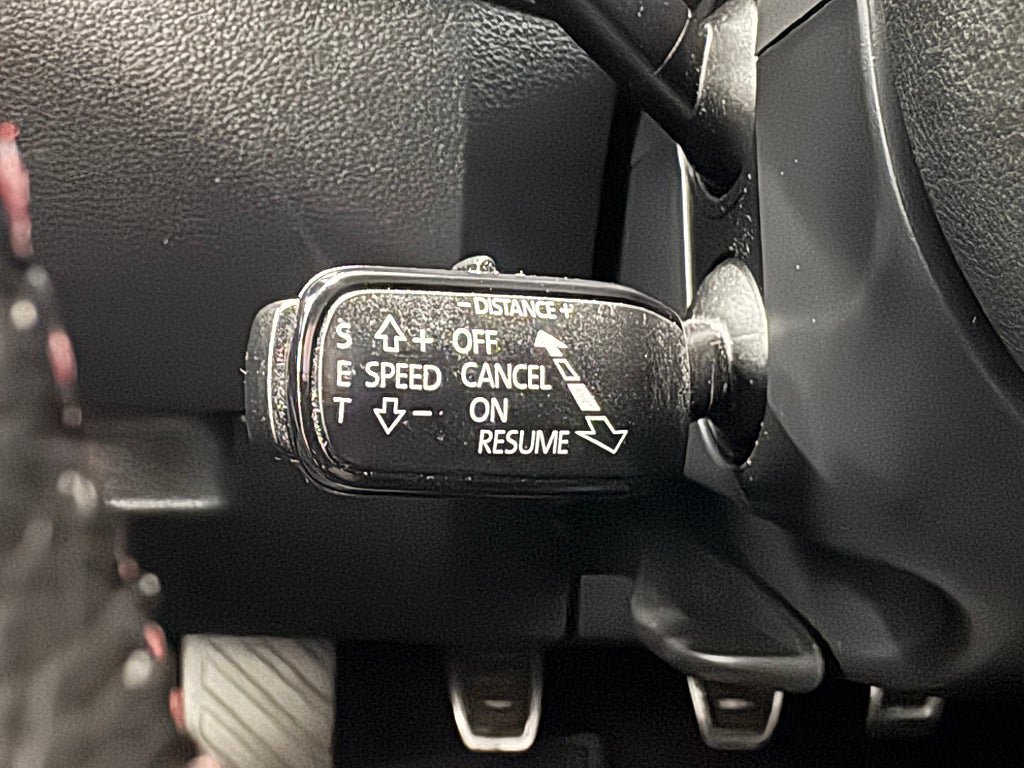 − DISTANCE +
S + OFF
E SPEED CANCEL
T − ON
RESUME